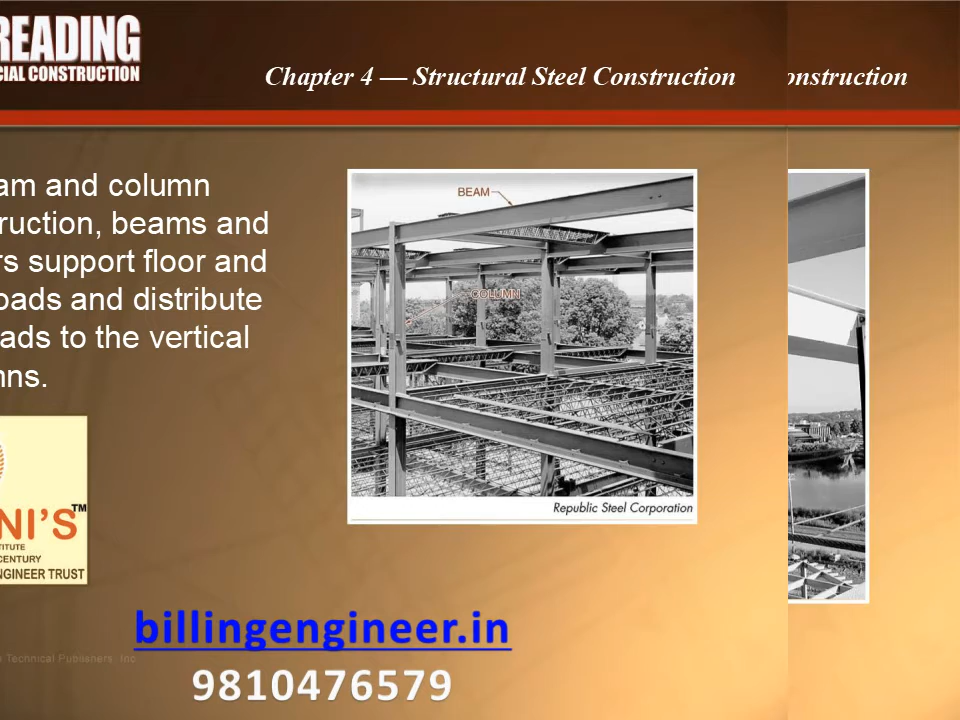 READING
CIAL CONSTRUCTION
Chapter 4 — Structural Steel Construction
onstruction
am and column
ruction, beams and
rs support floor and
oads and distribute
ads to the vertical
nns.
BEAM
COLUMN
Republic Steel Corporation
NI'S™
TITUTE
CENTURY
NGINEER TRUST
billingengineer.in
Technical Publishers, Inc.
9810476579